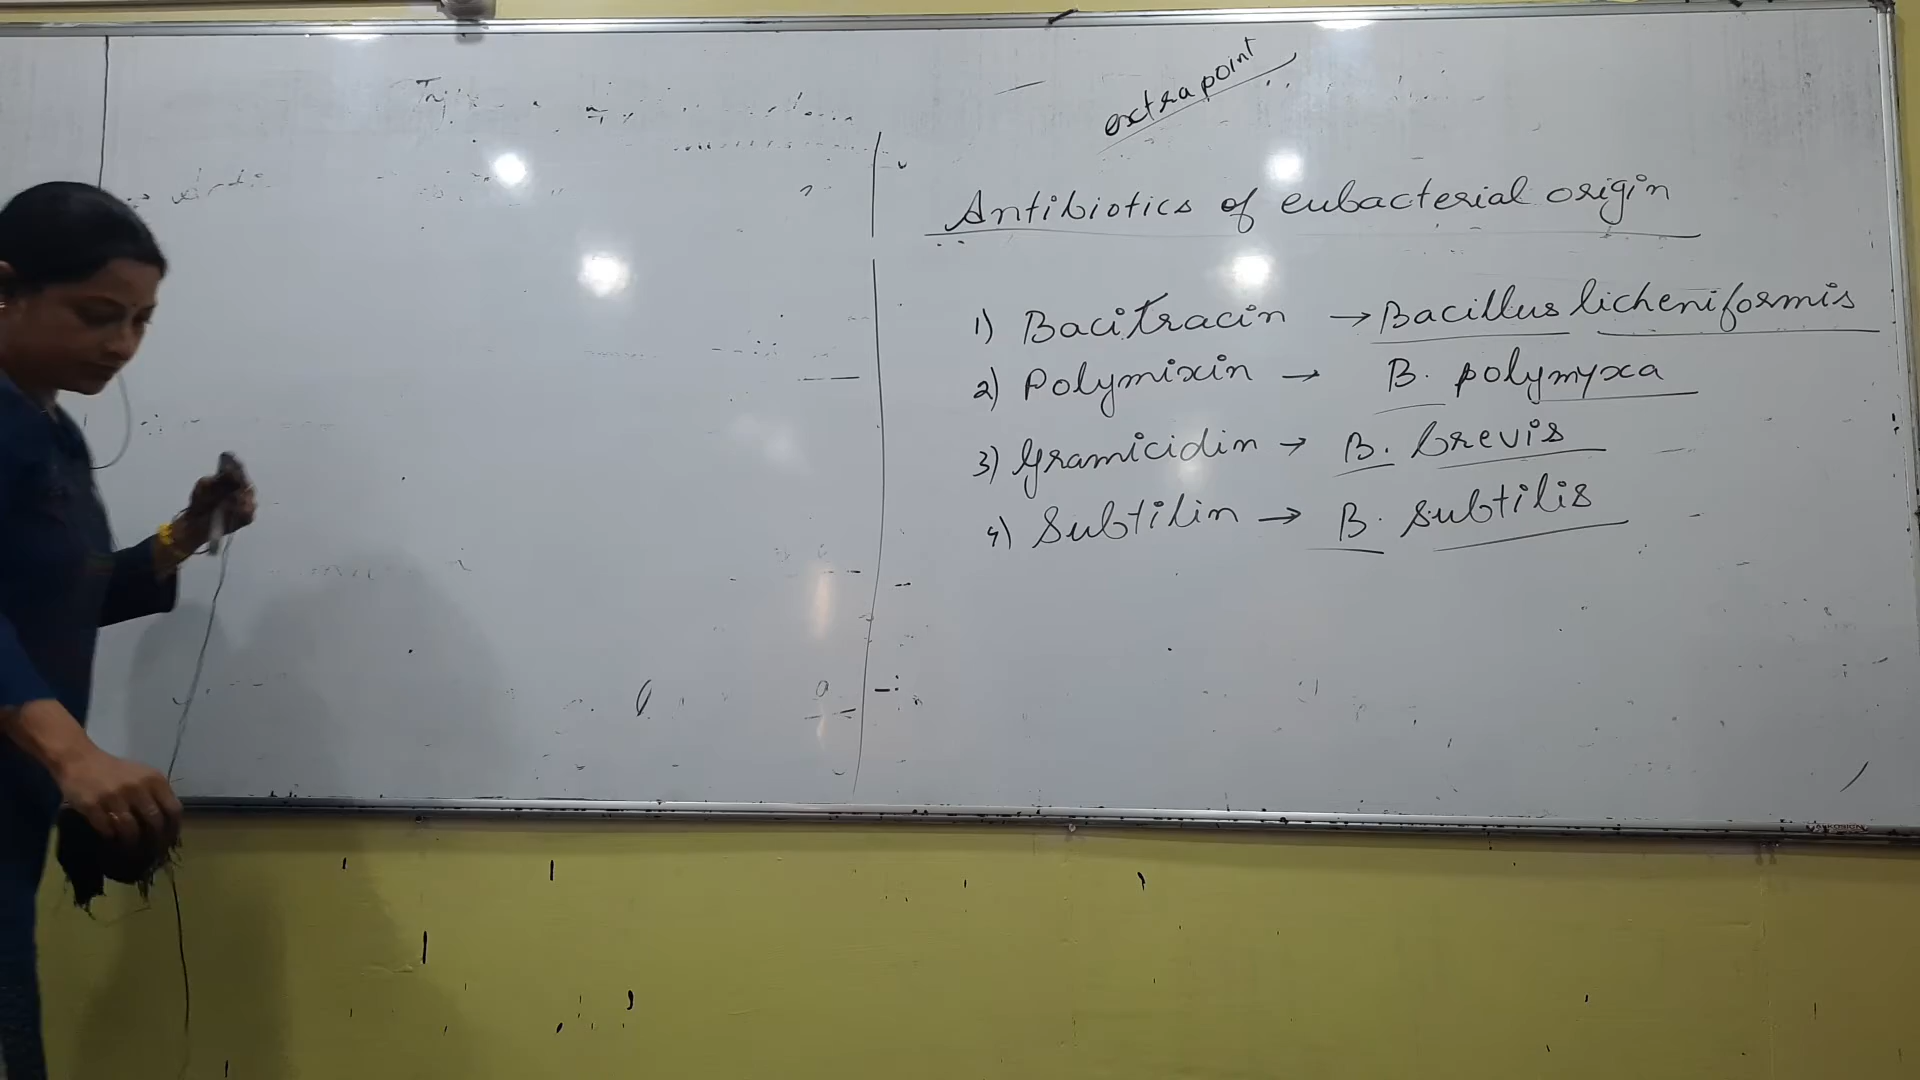 extra point
Antibiotics of eubacterial origin
1) Bacitracin → Bacillus licheniformis
2) Polymixin → B. polymyxa
3) Gramicidin → B. brevis
4) Subtilin → B. subtilis